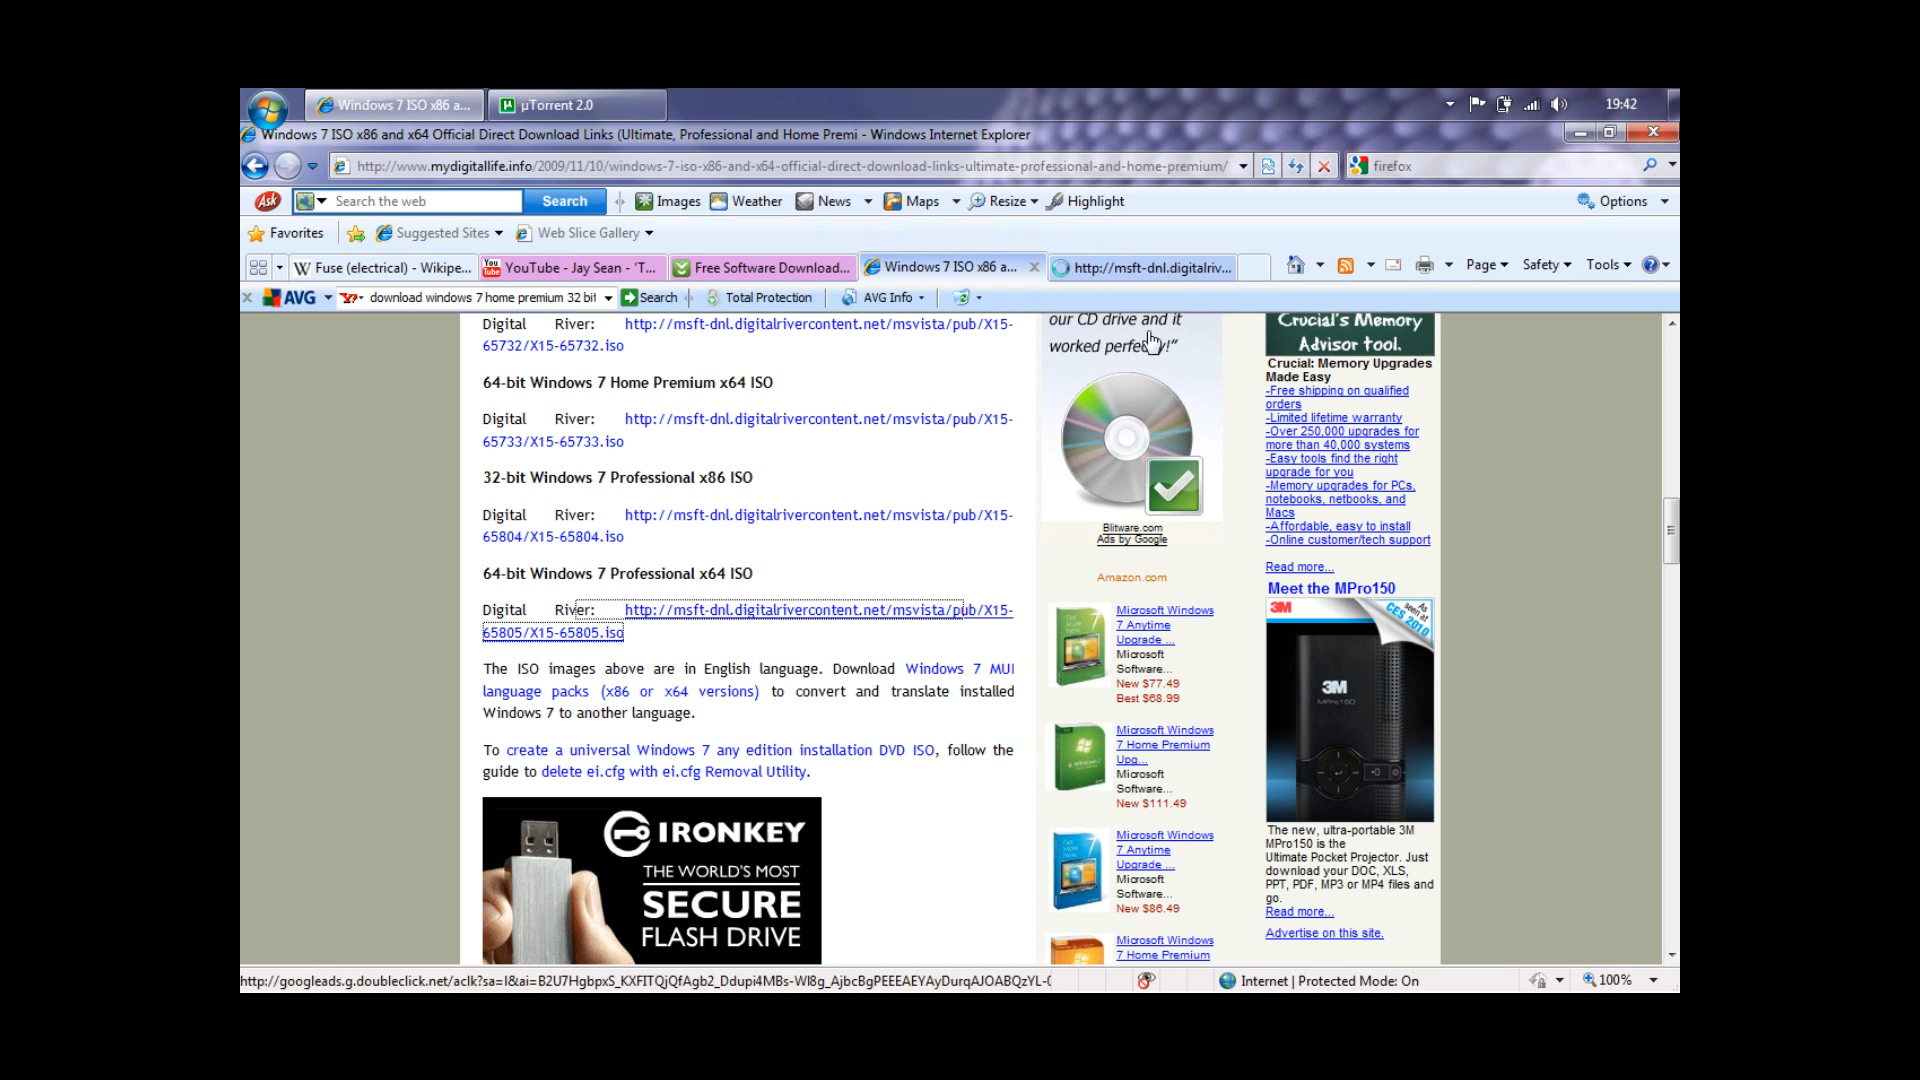 Windows 7 ISO x86 a...
µTorrent 2.0
19:42
Windows 7 ISO x86 and x64 Official Direct Download Links (Ultimate, Professional and Home Premi - Windows Internet Explorer
http://www.mydigitallife.info/2009/11/10/windows-7-iso-x86-and-x64-official-direct-download-links-ultimate-professional-and-home-premium/
firefox
Ask
Search the web
Search
Images
Weather
News
Maps
Resize
Highlight
Options
Favorites
Suggested Sites
Web Slice Gallery
Fuse (electrical) - Wikipe...
YouTube - Jay Sean - 'T...
Free Software Download...
Windows 7 ISO x86 a...
http://msft-dnl.digitalriv...
Page
Safety
Tools
AVG
download windows 7 home premium 32 bit
Search
Total Protection
AVG Info
Digital River: http://msft-dnl.digitalrivercontent.net/msvista/pub/X15-
65732/X15-65732.iso
64-bit Windows 7 Home Premium x64 ISO
Digital River: http://msft-dnl.digitalrivercontent.net/msvista/pub/X15-
65733/X15-65733.iso
32-bit Windows 7 Professional x86 ISO
Digital River: http://msft-dnl.digitalrivercontent.net/msvista/pub/X15-
65804/X15-65804.iso
64-bit Windows 7 Professional x64 ISO
Digital River: http://msft-dnl.digitalrivercontent.net/msvista/pub/X15-
65805/X15-65805.iso
The ISO images above are in English language. Download Windows 7 MUI
language packs (x86 or x64 versions) to convert and translate installed
Windows 7 to another language.
To create a universal Windows 7 any edition installation DVD ISO, follow the
guide to delete ei.cfg with ei.cfg Removal Utility.
IRONKEY
THE WORLD'S MOST
SECURE
FLASH DRIVE
our CD drive and it
worked perfectly!"
Blitware.com
Ads by Google
Amazon.com
Microsoft Windows
7 Anytime
Upgrade ...
Microsoft
Software...
New $77.49
Best $68.99
Microsoft Windows
7 Home Premium
Upg...
Microsoft
Software...
New $111.49
Microsoft Windows
7 Anytime
Upgrade ...
Microsoft
Software...
New $86.49
Microsoft Windows
7 Home Premium
Crucial's Memory
Advisor tool.
Crucial: Memory Upgrades
Made Easy
-Free shipping on qualified
orders
-Limited lifetime warranty
-Over 250,000 upgrades for
more than 40,000 systems
-Easy tools find the right
upgrade for you
-Memory upgrades for PCs,
notebooks, netbooks, and
Macs
-Affordable, easy to install
-Online customer/tech support
Read more...
Meet the MPro150
3M
As seen at
CES 2010
3M
MPro150
The new, ultra-portable 3M
MPro150 is the
Ultimate Pocket Projector. Just
download your DOC, XLS,
PPT, PDF, MP3 or MP4 files and
go.
Read more...
Advertise on this site.
http://googleads.g.doubleclick.net/aclk?sa=l&ai=B2U7HgbpxS_KXFITQjQfAgb2_Ddupi4MBs-Wl8g_AjbcBgPEEEAEYAyDurqAJOABQzYL-(
Internet | Protected Mode: On
100%